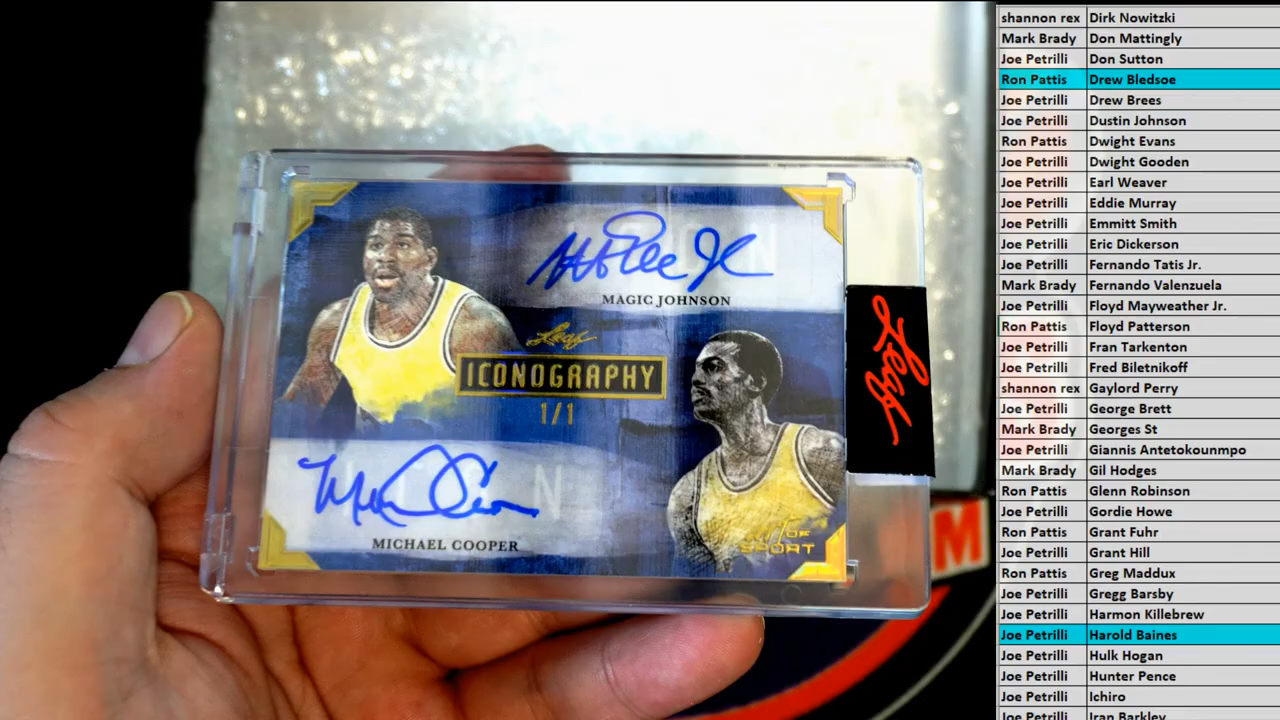 MAGIC JOHNSON
Leaf
ICONOGRAPHY
1/1
MICHAEL COOPER
OF
SPORT
Leaf
M
shannon rex Dirk Nowitzki
Mark Brady Don Mattingly
Joe Petrilli Don Sutton
Ron Pattis Drew Bledsoe
Joe Petrilli Drew Brees
Joe Petrilli Dustin Johnson
Ron Pattis Dwight Evans
Joe Petrilli Dwight Gooden
Joe Petrilli Earl Weaver
Joe Petrilli Eddie Murray
Joe Petrilli Emmitt Smith
Joe Petrilli Eric Dickerson
Joe Petrilli Fernando Tatis Jr.
Mark Brady Fernando Valenzuela
Joe Petrilli Floyd Mayweather Jr.
Ron Pattis Floyd Patterson
Joe Petrilli Fran Tarkenton
Joe Petrilli Fred Biletnikoff
shannon rex Gaylord Perry
Joe Petrilli George Brett
Mark Brady Georges St
Joe Petrilli Giannis Antetokounmpo
Mark Brady Gil Hodges
Ron Pattis Glenn Robinson
Joe Petrilli Gordie Howe
Ron Pattis Grant Fuhr
Joe Petrilli Grant Hill
Ron Pattis Greg Maddux
Joe Petrilli Gregg Barsby
Joe Petrilli Harmon Killebrew
Joe Petrilli Harold Baines
Joe Petrilli Hulk Hogan
Joe Petrilli Hunter Pence
Joe Petrilli Ichiro
Joe Petrilli Iran Barkley